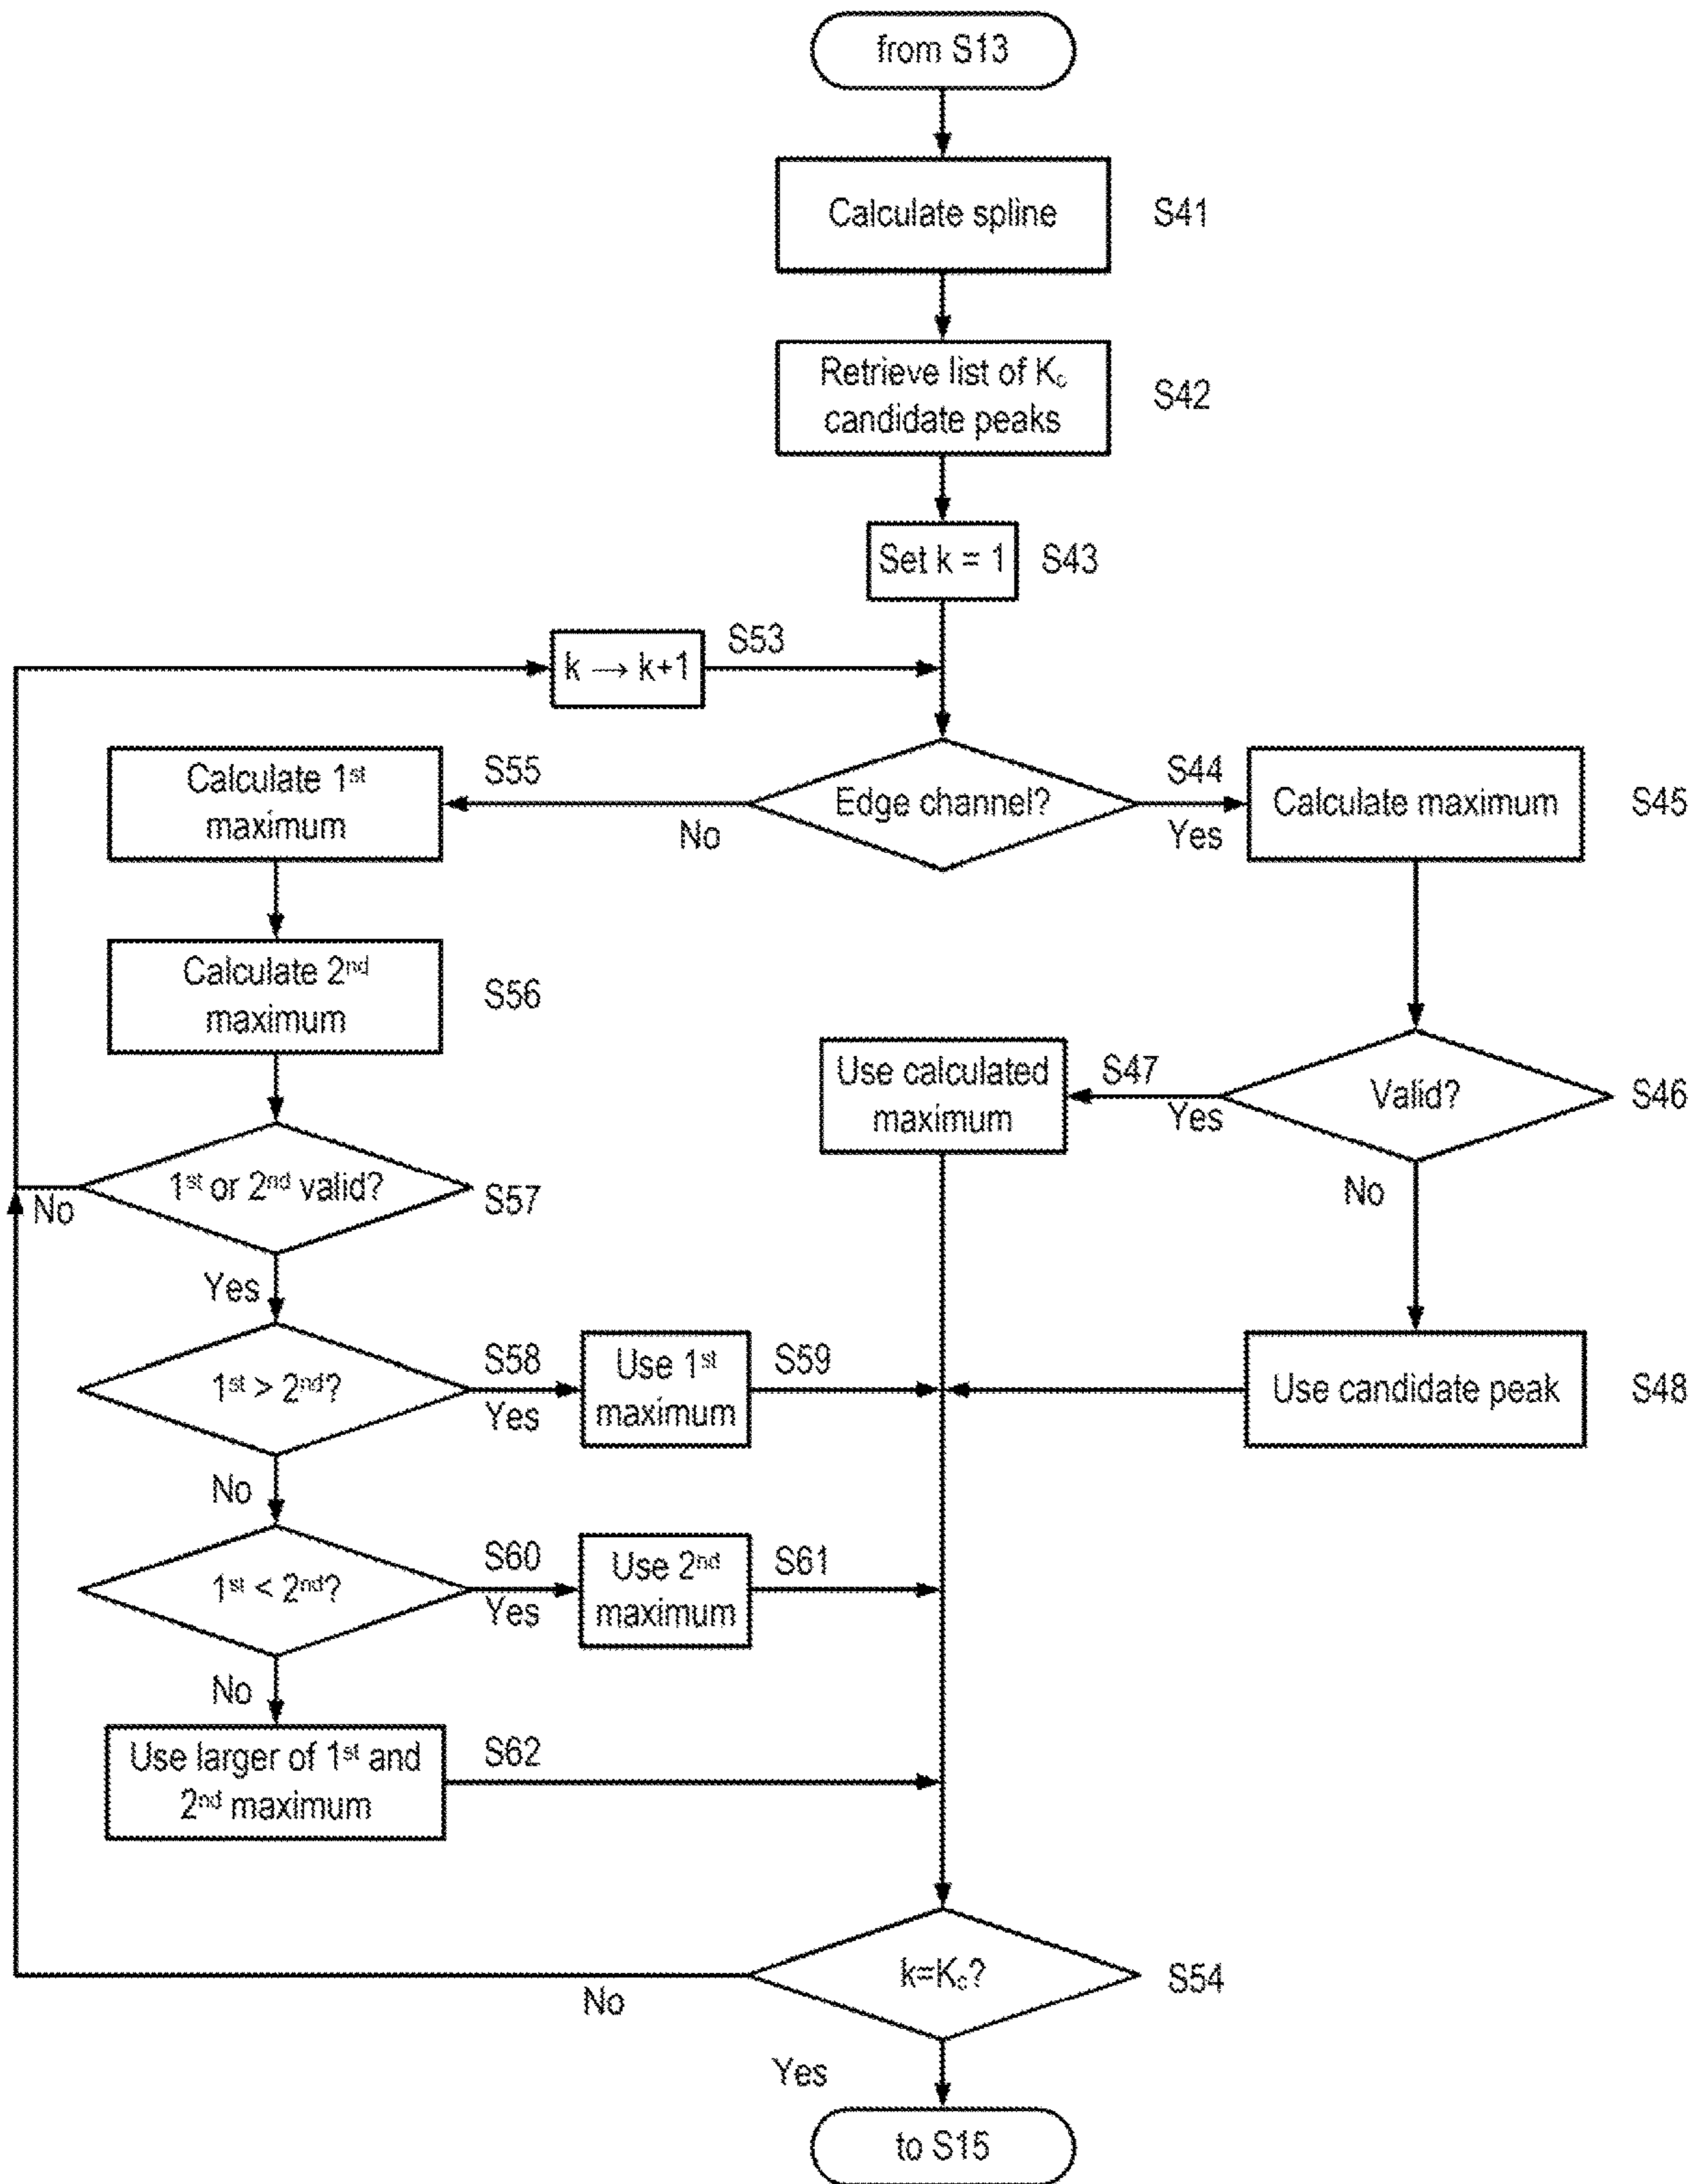 from S13
Calculate spline
S41
Retrieve list of Kc
candidate peaks
S42
Set k = 1
S43
k → k+1
S53
Calculate 1st
maximum
S55
No
Edge channel?
S44
Yes
Calculate maximum
S45
Calculate 2nd
maximum
S56
Use calculated
maximum
S47
Yes
Valid?
S46
No
1st or 2nd valid?
S57
No
Yes
1st > 2nd?
S58
Yes
Use 1st
maximum
S59
Use candidate peak
S48
No
1st < 2nd?
S60
Yes
Use 2nd
maximum
S61
No
Use larger of 1st and
2nd maximum
S62
k=Kc?
S54
No
Yes
to S15